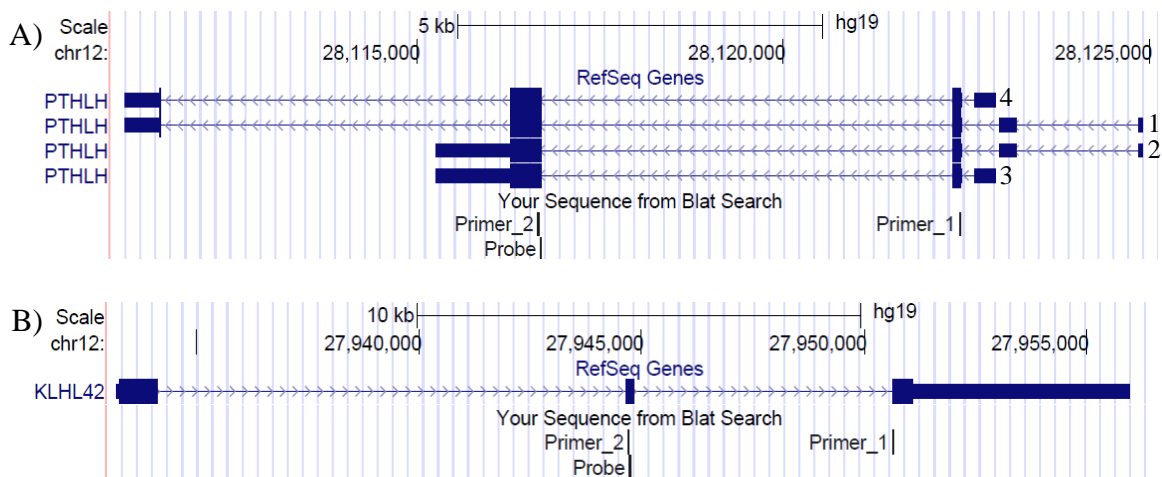 A)
Scale 5 kb hg19
chr12: 28,115,000 28,120,000 28,125,000
RefSeq Genes
PTHLH 4
PTHLH 1
PTHLH 2
PTHLH 3
Your Sequence from Blat Search
Primer_2 Primer_1
Probe
B)
Scale 10 kb hg19
chr12: 27,940,000 27,945,000 27,950,000 27,955,000
RefSeq Genes
KLHL42
Your Sequence from Blat Search
Primer_2 Primer_1
Probe